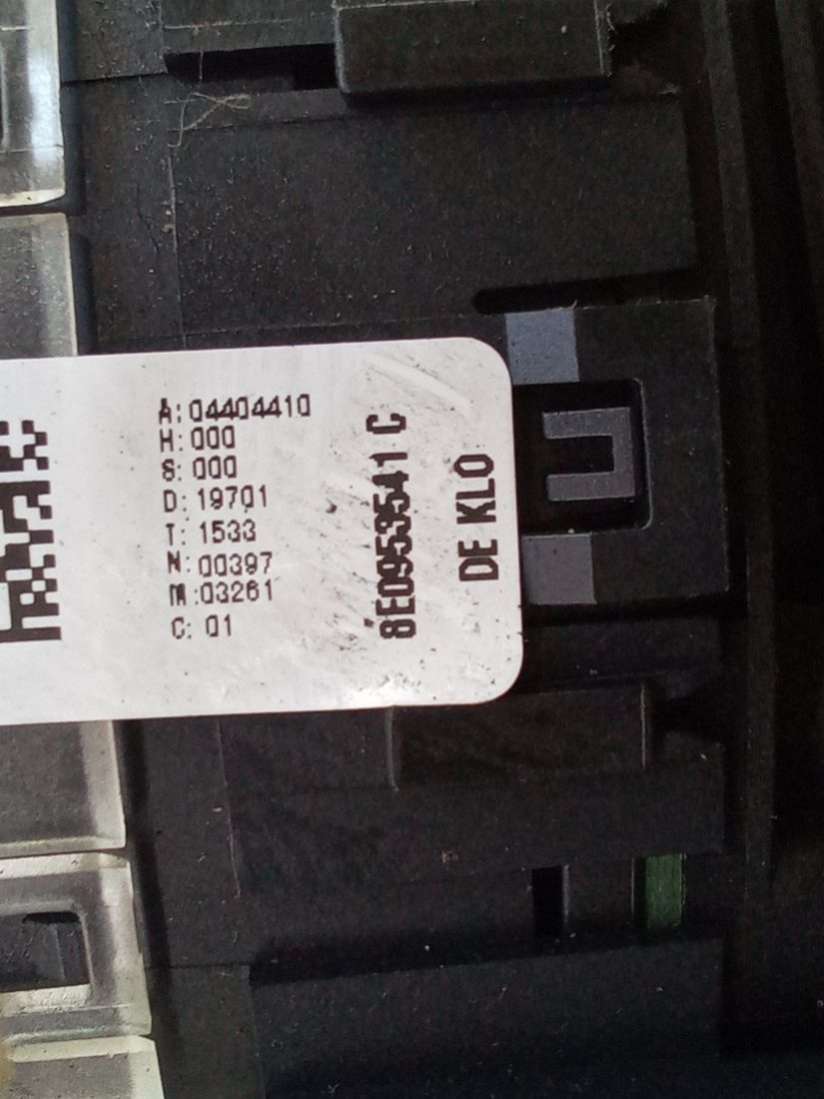 A: 04404410
H: 000
S: 000
D: 19701
T: 1533
N: 00397
M: 03261
C: 01
8E0953541 C
DE KLO